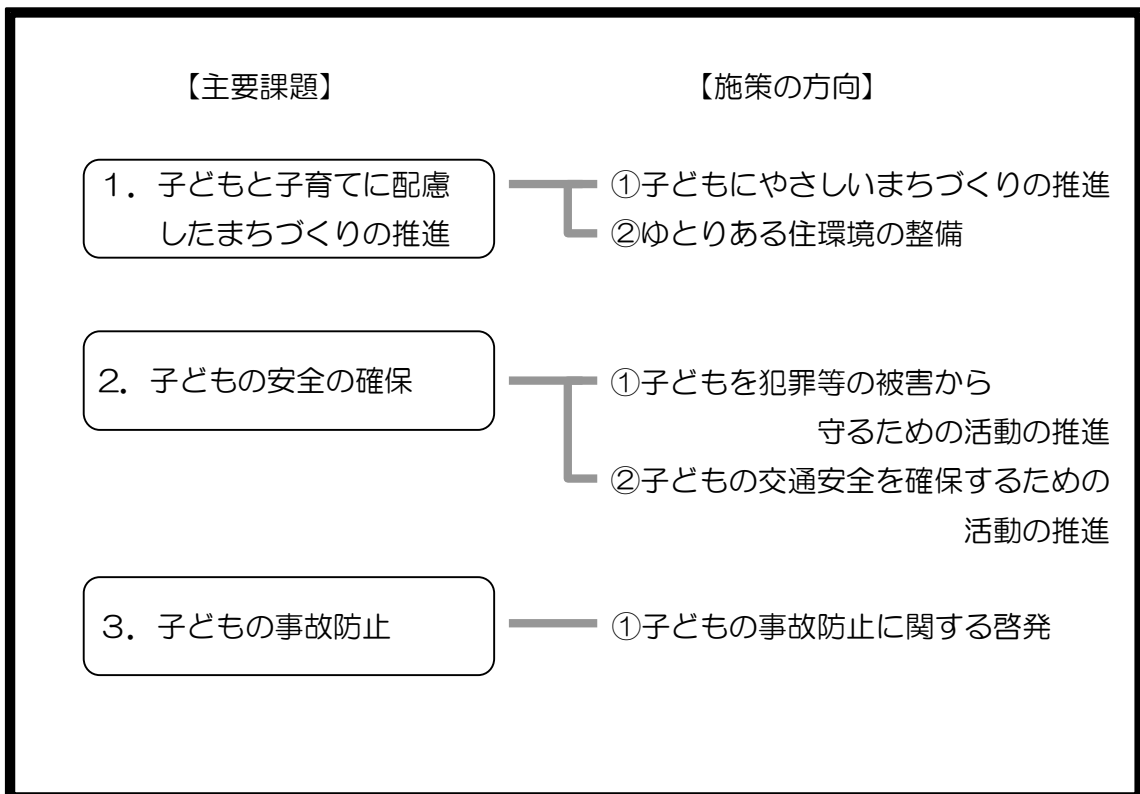 【主要課題】 【施策の方向】
１．子どもと子育てに配慮
したまちづくりの推進
①子どもにやさしいまちづくりの推進
②ゆとりある住環境の整備
２．子どもの安全の確保
①子どもを犯罪等の被害から
守るための活動の推進
②子どもの交通安全を確保するための
活動の推進
３．子どもの事故防止
①子どもの事故防止に関する啓発